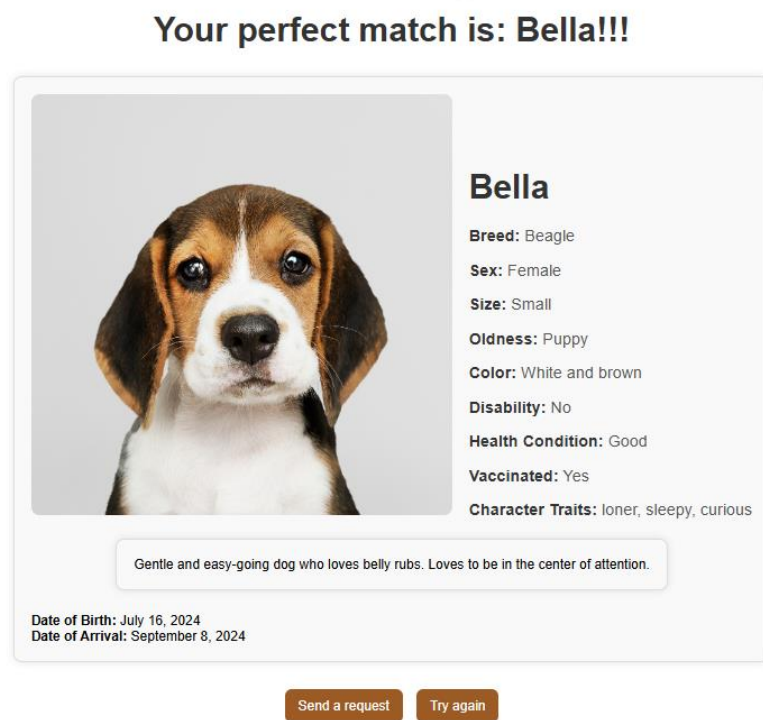 Your perfect match is: Bella!!!
Bella
Breed: Beagle
Sex: Female
Size: Small
Oldness: Puppy
Color: White and brown
Disability: No
Health Condition: Good
Vaccinated: Yes
Character Traits: loner, sleepy, curious
Gentle and easy-going dog who loves belly rubs. Loves to be in the center of attention.
Date of Birth: July 16, 2024
Date of Arrival: September 8, 2024
Send a request Try again